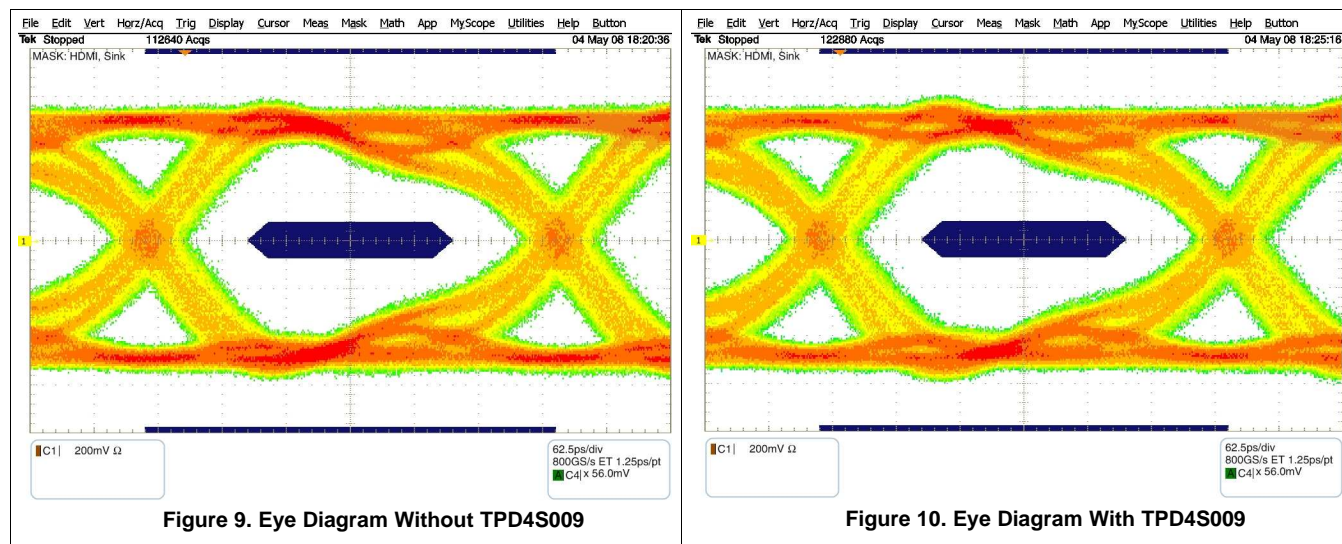 File Edit Vert Horz/Acq Trig Display Cursor Meas Mask Math App MyScope Utilities Help Button
Tek Stopped 112640 Acqs 04 May 08 18:20:36
MASK: HDMI, Sink
1
C1| 200mV Ω
62.5ps/div
800GS/s ET 1.25ps/pt
A C4| x 56.0mV
Figure 9. Eye Diagram Without TPD4S009
File Edit Vert Horz/Acq Trig Display Cursor Meas Mask Math App MyScope Utilities Help Button
Tek Stopped 122880 Acqs 04 May 08 18:25:16
MASK: HDMI, Sink
1
C1| 200mV Ω
62.5ps/div
800GS/s ET 1.25ps/pt
A C4| x 56.0mV
Figure 10. Eye Diagram With TPD4S009